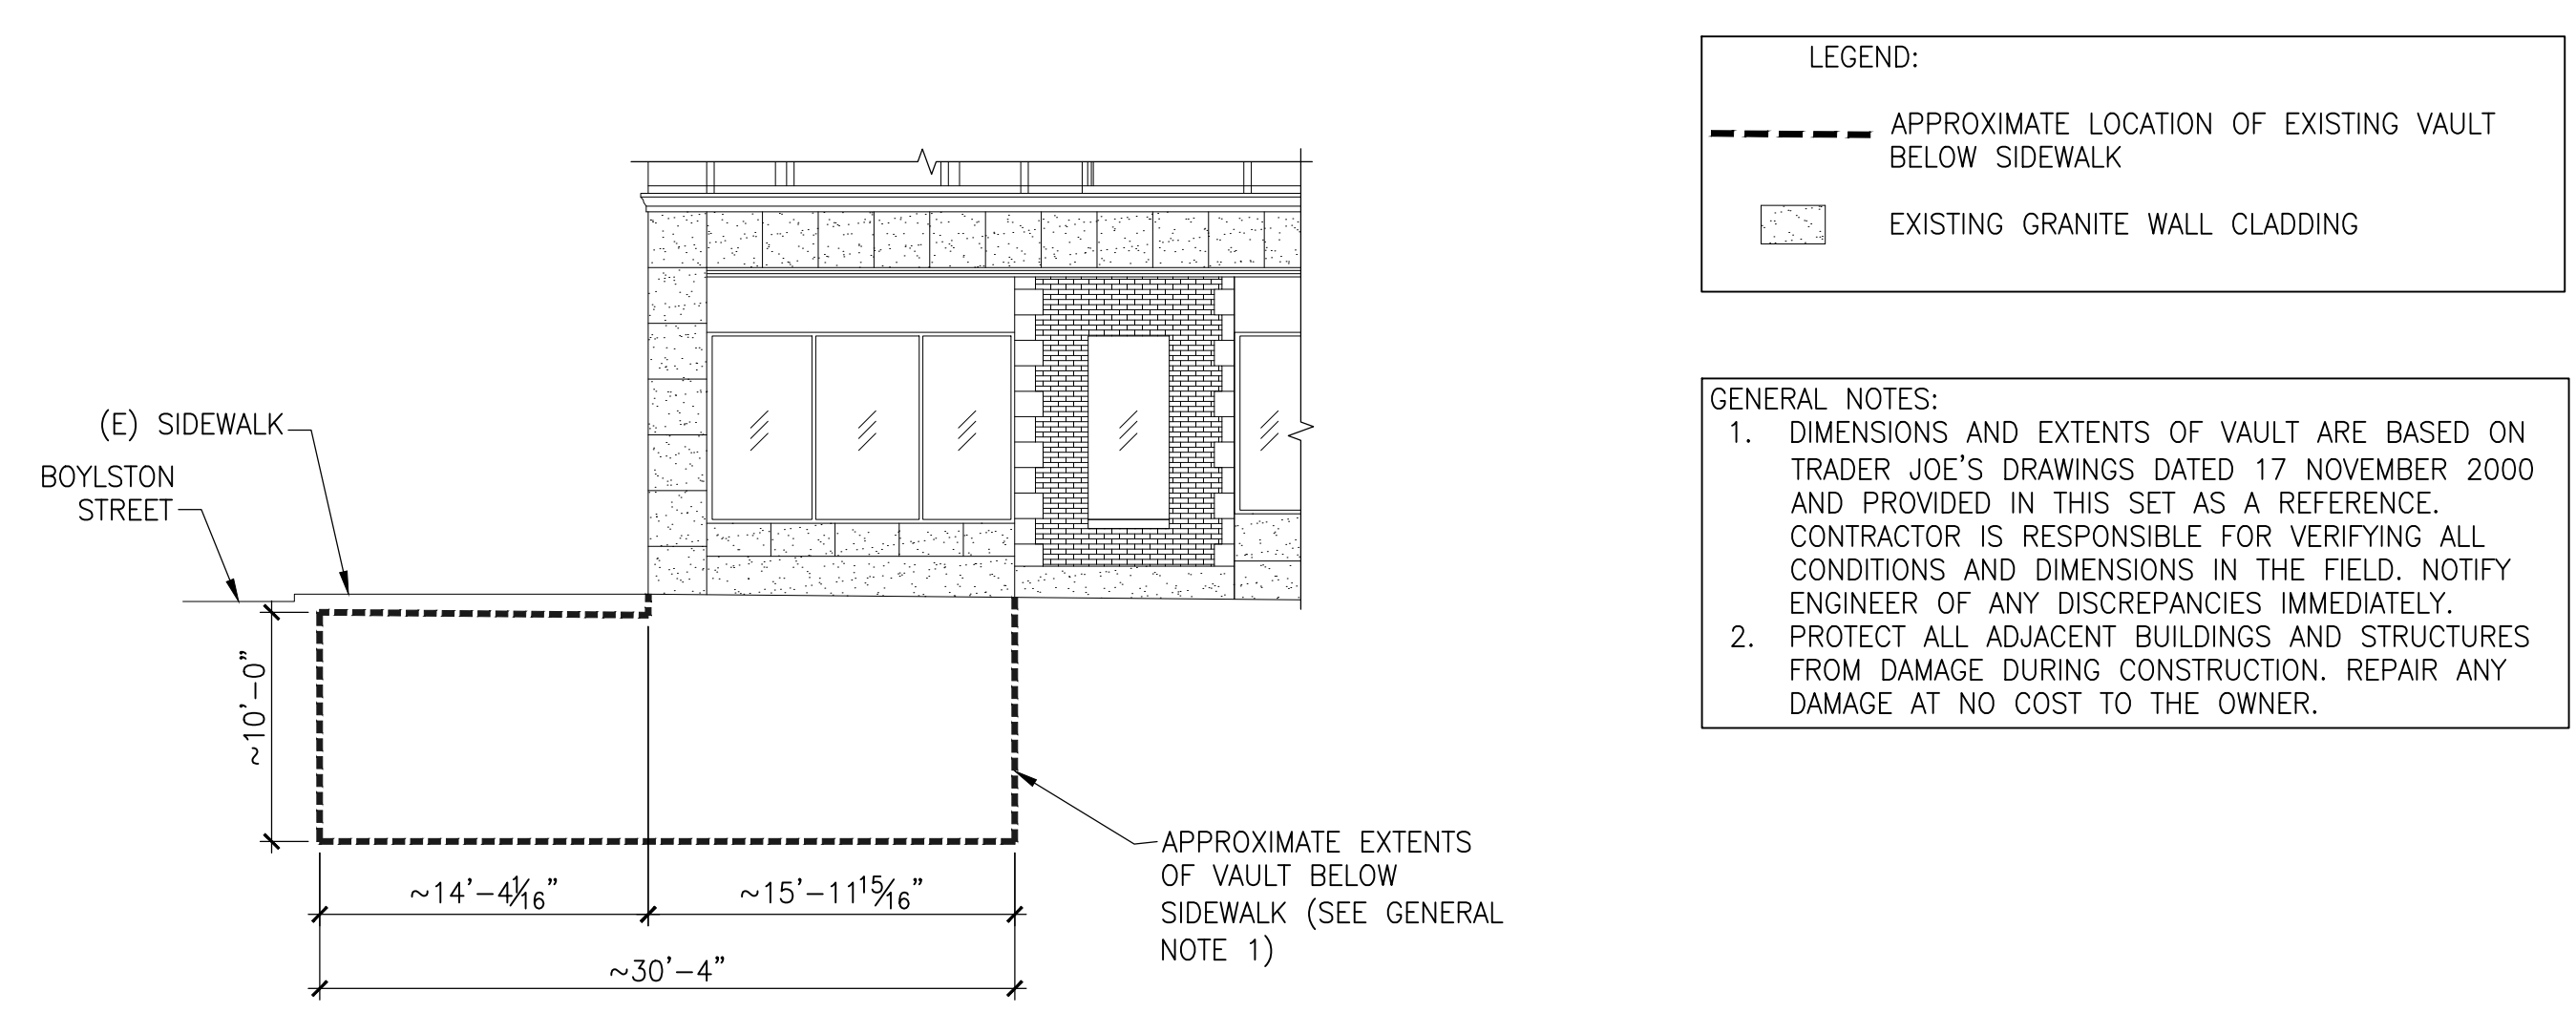 LEGEND:
APPROXIMATE LOCATION OF EXISTING VAULT
BELOW SIDEWALK
EXISTING GRANITE WALL CLADDING
GENERAL NOTES:
1. DIMENSIONS AND EXTENTS OF VAULT ARE BASED ON
TRADER JOE'S DRAWINGS DATED 17 NOVEMBER 2000
AND PROVIDED IN THIS SET AS A REFERENCE.
CONTRACTOR IS RESPONSIBLE FOR VERIFYING ALL
CONDITIONS AND DIMENSIONS IN THE FIELD. NOTIFY
ENGINEER OF ANY DISCREPANCIES IMMEDIATELY.
2. PROTECT ALL ADJACENT BUILDINGS AND STRUCTURES
FROM DAMAGE DURING CONSTRUCTION. REPAIR ANY
DAMAGE AT NO COST TO THE OWNER.
(E) SIDEWALK
BOYLSTON
STREET
~10'-0"
~14'-4 1/16"
~15'-11 15/16"
~30'-4"
APPROXIMATE EXTENTS
OF VAULT BELOW
SIDEWALK (SEE GENERAL
NOTE 1)